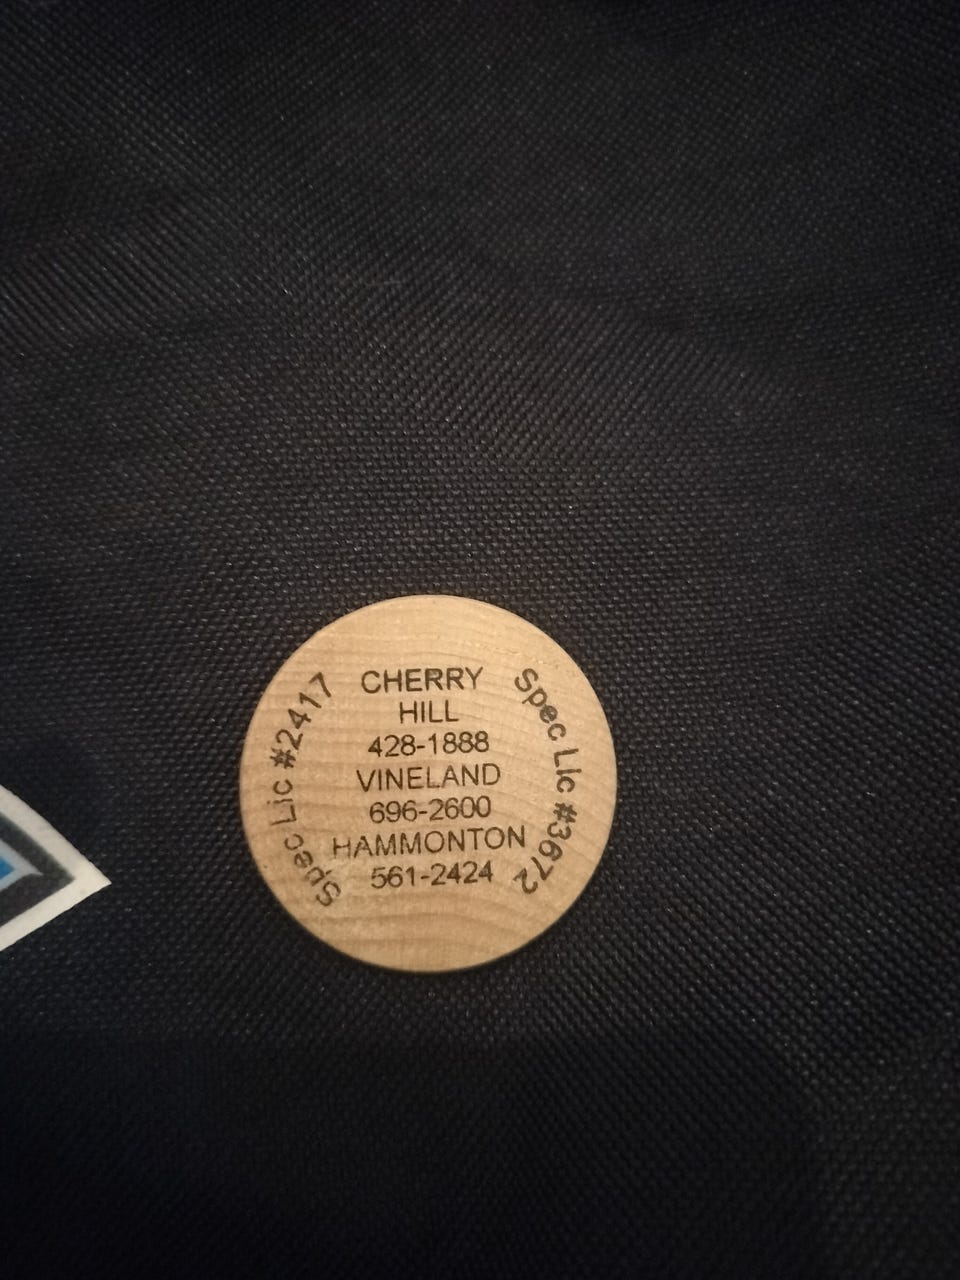 Spec Lic #2417
CHERRY
HILL
428-1888
VINELAND
696-2600
HAMMONTON
561-2424
Spec Lic #3672